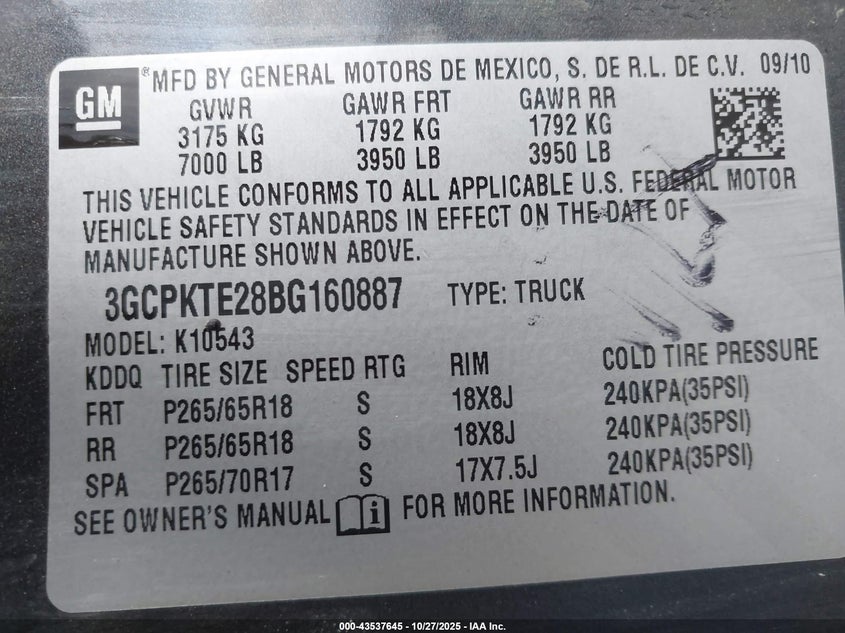 GM ® MFD BY GENERAL MOTORS DE MEXICO, S. DE R.L. DE C.V. 09/10
GVWR GAWR FRT GAWR RR
3175 KG 1792 KG 1792 KG
7000 LB 3950 LB 3950 LB
THIS VEHICLE CONFORMS TO ALL APPLICABLE U.S. FEDERAL MOTOR
VEHICLE SAFETY STANDARDS IN EFFECT ON THE DATE OF
MANUFACTURE SHOWN ABOVE.
3GCPKTE28BG160887 TYPE: TRUCK
MODEL: K10543
KDDQ TIRE SIZE SPEED RTG RIM COLD TIRE PRESSURE
FRT P265/65R18 S 18X8J 240KPA(35PSI)
RR P265/65R18 S 18X8J 240KPA(35PSI)
SPA P265/70R17 S 17X7.5J 240KPA(35PSI)
SEE OWNER'S MANUAL i FOR MORE INFORMATION.
000-43537645 - 10/27/2025 - IAA Inc.